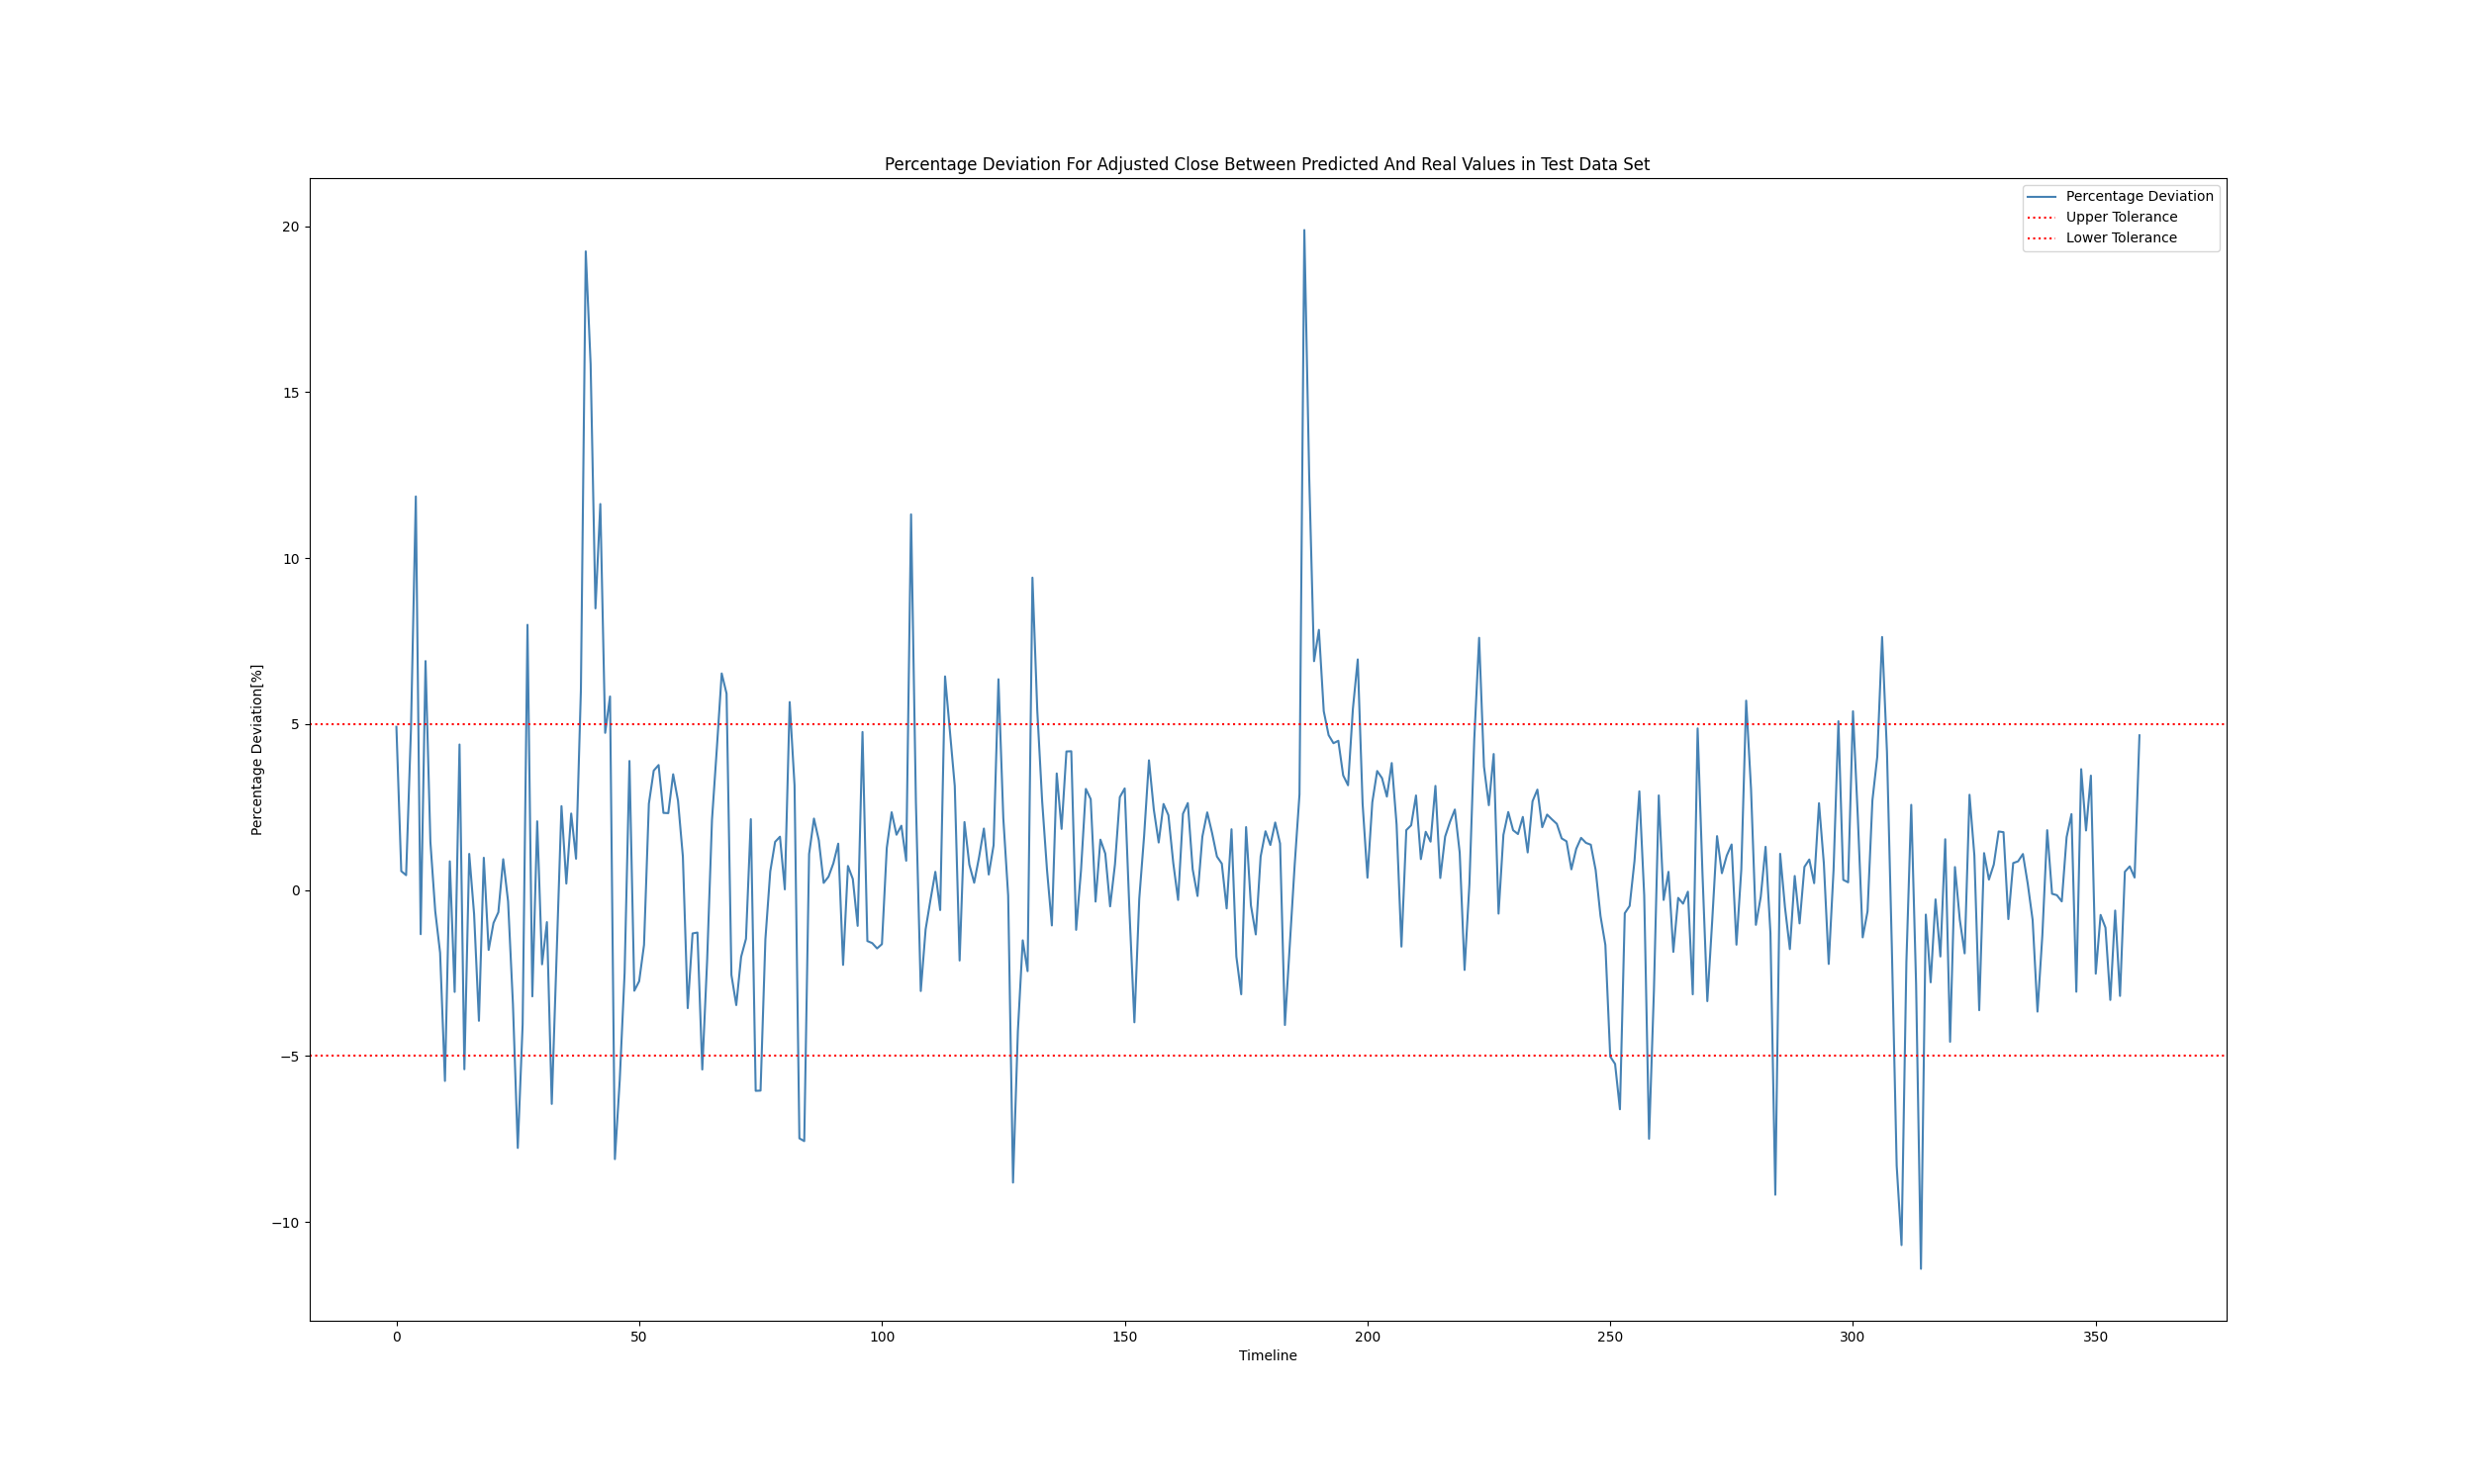 Percentage Deviation For Adjusted Close Between Predicted And Real Values in Test Data Set
Percentage Deviation
Upper Tolerance
Lower Tolerance
20
15
10
5
0
−5
−10
Percentage Deviation[%]
0 50 100 150 200 250 300 350
Timeline